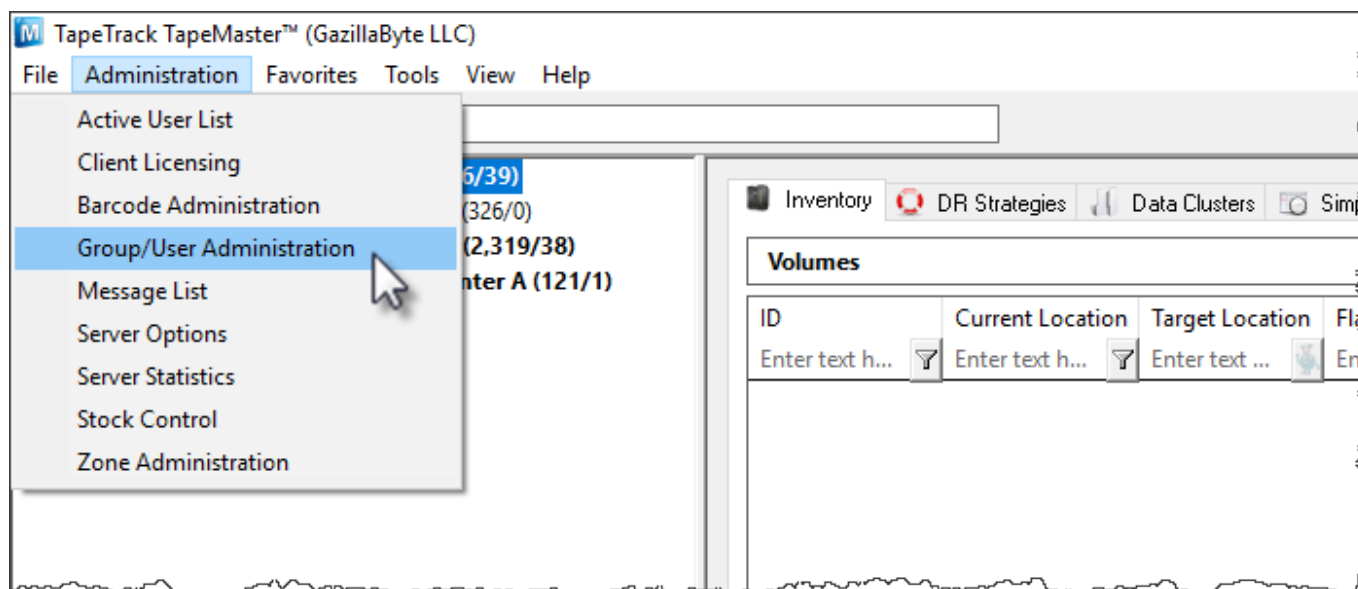 TapeTrack TapeMaster™ (GazillaByte LLC)
File Administration Favorites Tools View Help
Active User List
Client Licensing
Barcode Administration
Group/User Administration
Message List
Server Options
Server Statistics
Stock Control
Zone Administration
6/39)
(326/0)
(2,319/38)
nter A (121/1)
Inventory DR Strategies Data Clusters
Volumes
ID Current Location Target Location
Enter text h... Enter text h... Enter text ...